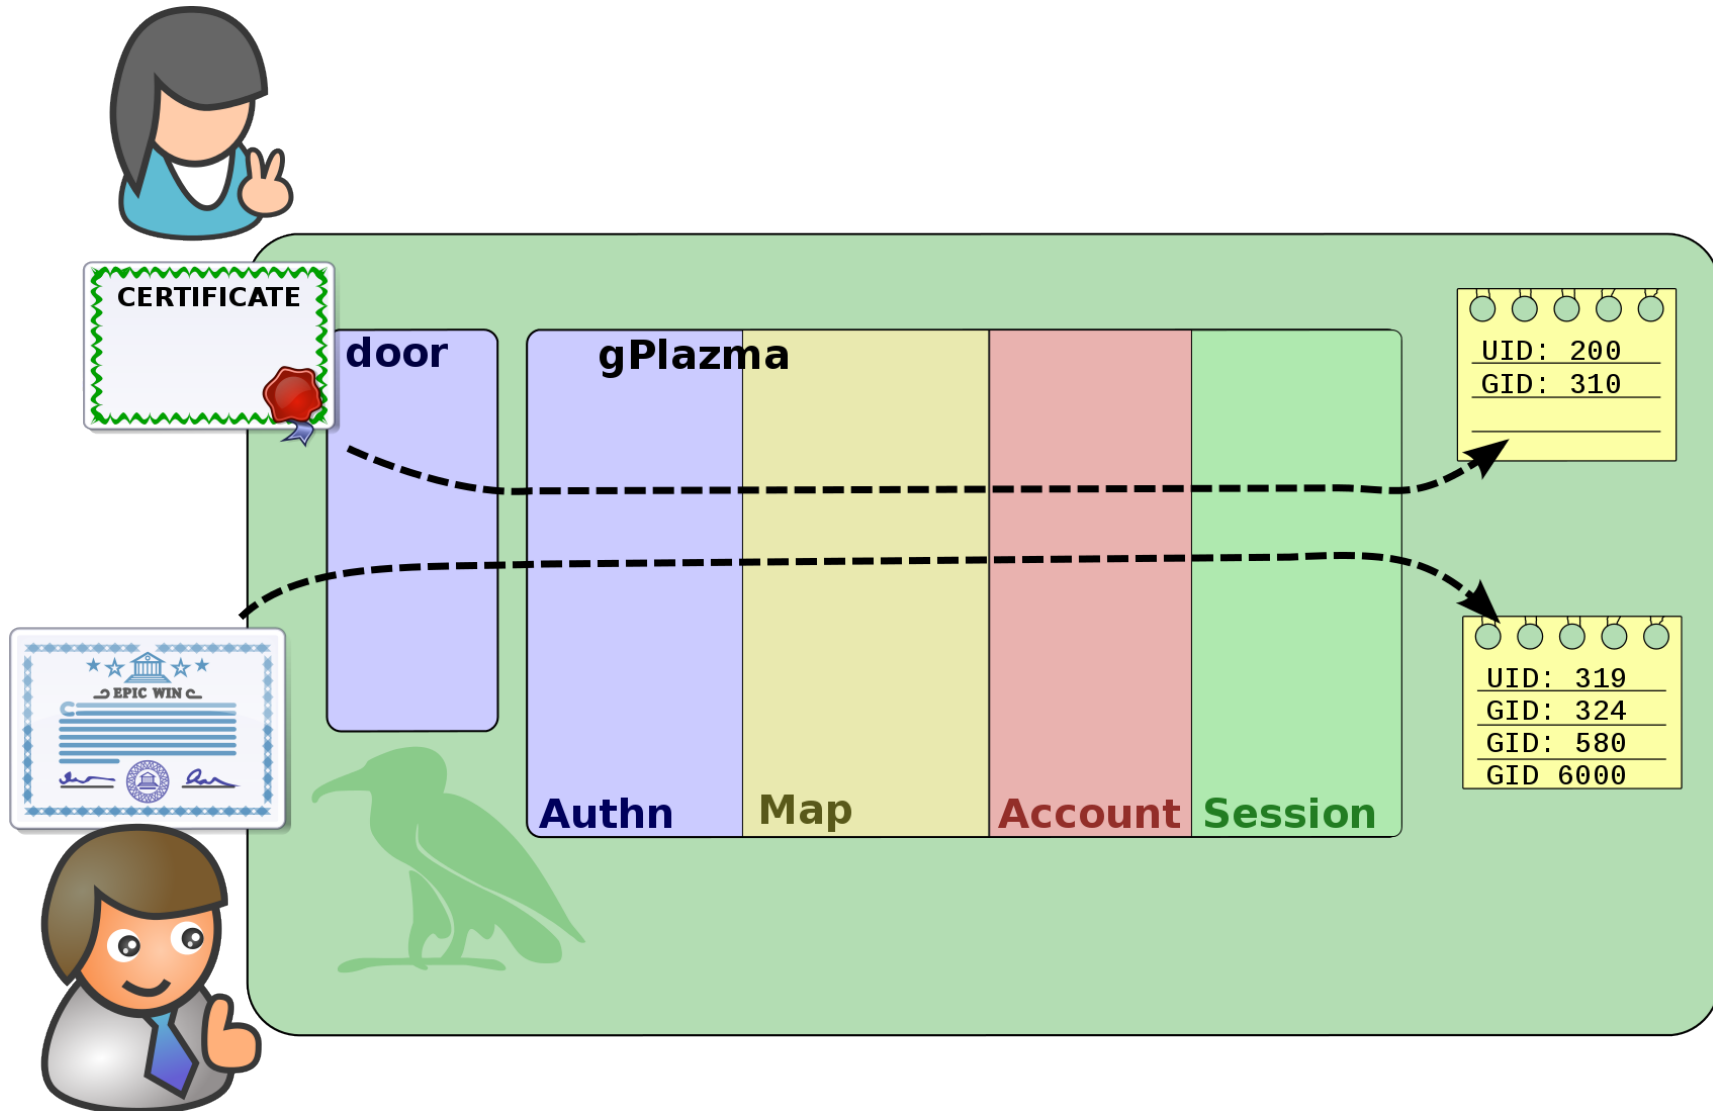 CERTIFICATE
door
gPlazma
UID: 200
GID: 310
EPIC WIN
UID: 319
GID: 324
GID: 580
GID 6000
Authn
Map
Account
Session